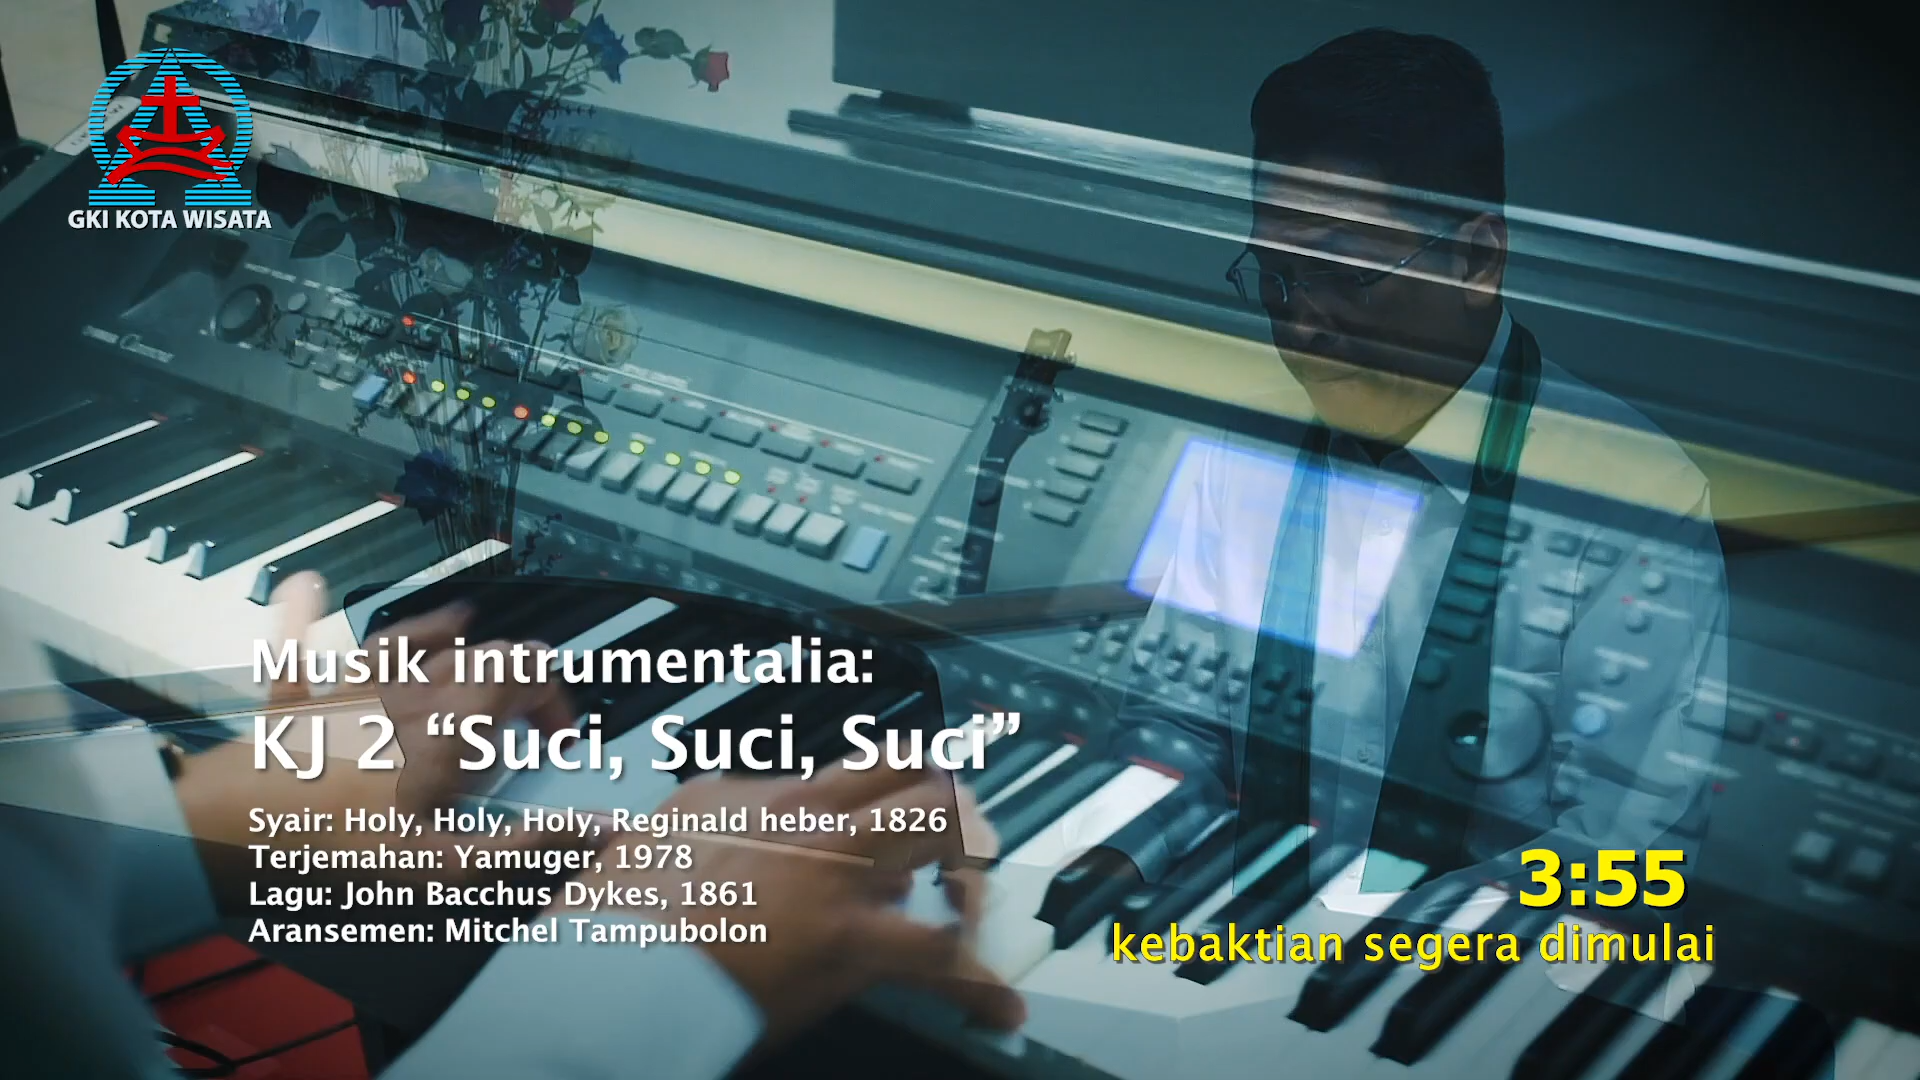 GKI KOTA WISATA
Musik intrumentalia:
KJ 2 “Suci, Suci, Suci”
Syair: Holy, Holy, Holy, Reginald heber, 1826
Terjemahan: Yamuger, 1978
Lagu: John Bacchus Dykes, 1861
Aransemen: Mitchel Tampubolon
3:55
kebaktian segera dimulai